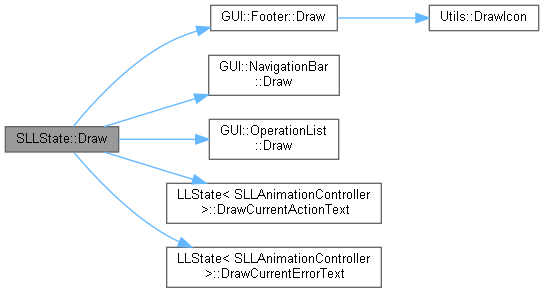 GUI::Footer::Draw
Utils::DrawIcon
GUI::NavigationBar
::Draw
SLLState::Draw
GUI::OperationList
::Draw
LLState< SLLAnimationController
>::DrawCurrentActionText
LLState< SLLAnimationController
>::DrawCurrentErrorText